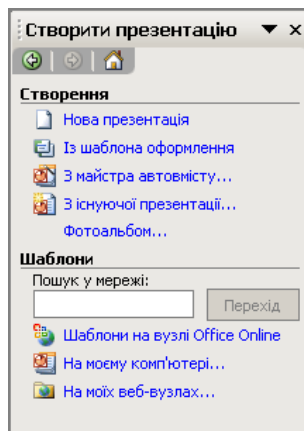 Створити презентацію
Створення
Нова презентація
Із шаблона оформлення
З майстра автовмісту...
З існуючої презентації...
Фотоальбом...
Шаблони
Пошук у мережі:
Перехід
Шаблони на вузлі Office Online
На моєму комп'ютері...
На моїх веб-вузлах...